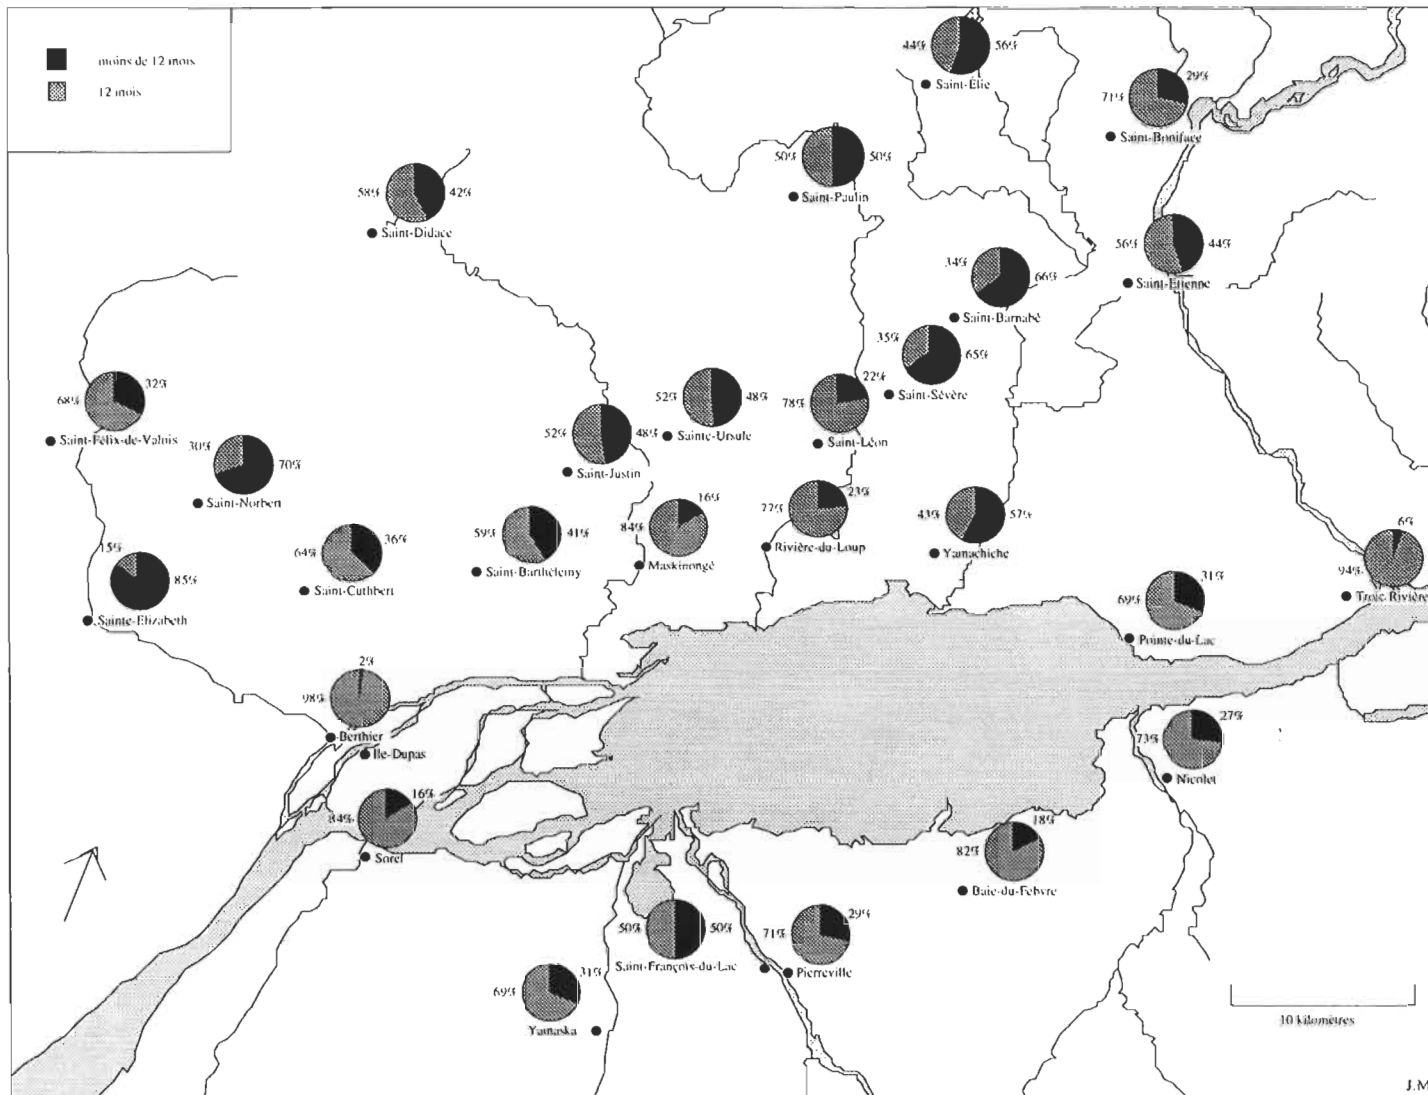 moins de 12 mois
12 mois
44% 56%
Saint-Élie
71% 29%
Saint-Boniface
50% 50%
Saint-Paulin
58% 42%
Saint-Didace
56% 44%
Saint-Etienne
34% 66%
Saint-Barnabé
35% 65%
Saint-Sévère
68% 32%
Saint-Félix-de-Valois
52% 48%
Sainte-Ursule
78% 22%
Saint-Léon
52% 48%
Saint-Justin
30% 70%
Saint-Norbert
59% 41%
Saint-Barthélemy
84% 16%
Maskinongé
77% 23%
Rivière-du-Loup
43% 57%
Yamachiche
64% 36%
Saint-Cuthbert
15% 85%
Sainte-Elizabeth
94% 6%
Trois-Rivière
69% 31%
Pointe-du-Lac
98% 2%
Berthier
Ile-Dupas
73% 27%
Nicolet
84% 16%
Sorel
82% 18%
Baie-du-Febvre
50% 50%
Saint-François-du-Lac
71% 29%
Pierreville
69% 31%
Yamaska
10 kilomètres
J.M